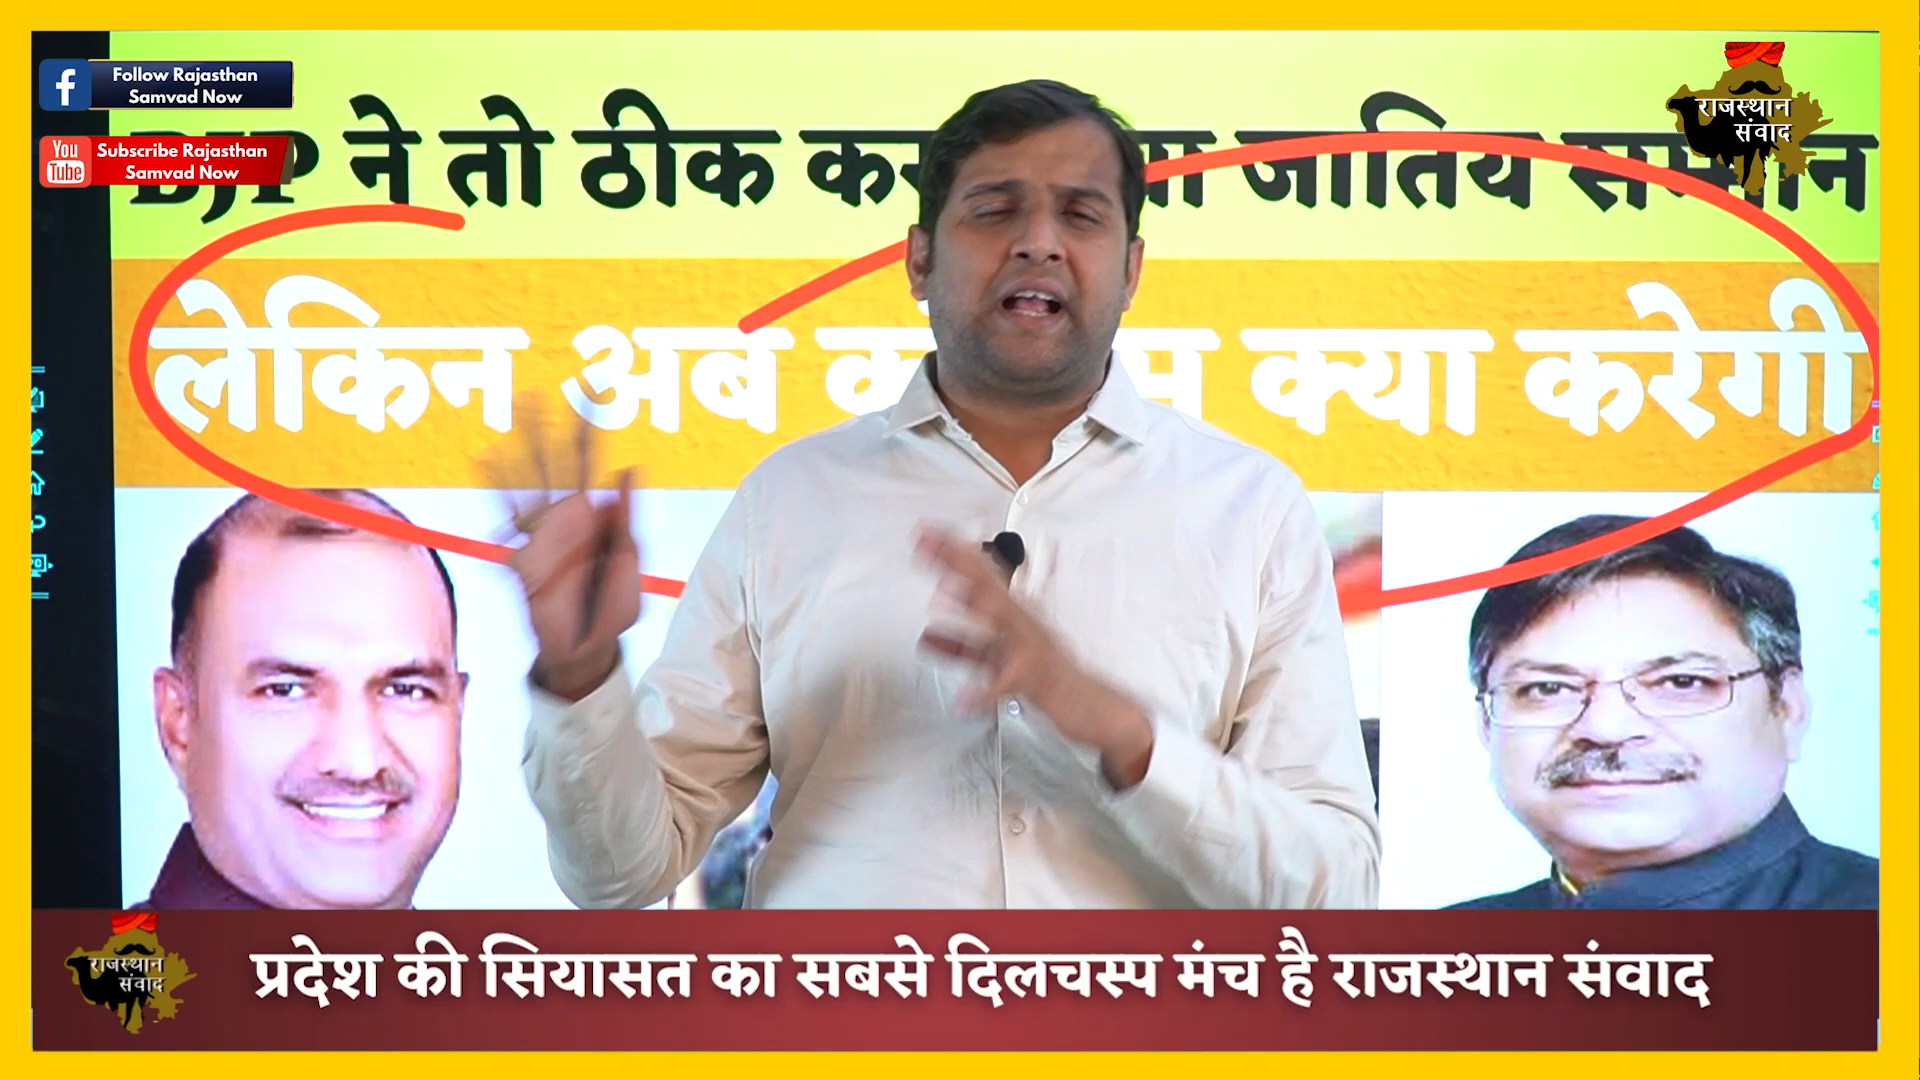 Follow Rajasthan
Samvad Now
You
Tube
Subscribe Rajasthan
Samvad Now
राजस्थान
संवाद
BJP ने तो ठीक जातिय
लेकिन अब क्या करेगी
राजस्थान
संवाद
प्रदेश की सियासत का सबसे दिलचस्प मंच है राजस्थान संवाद